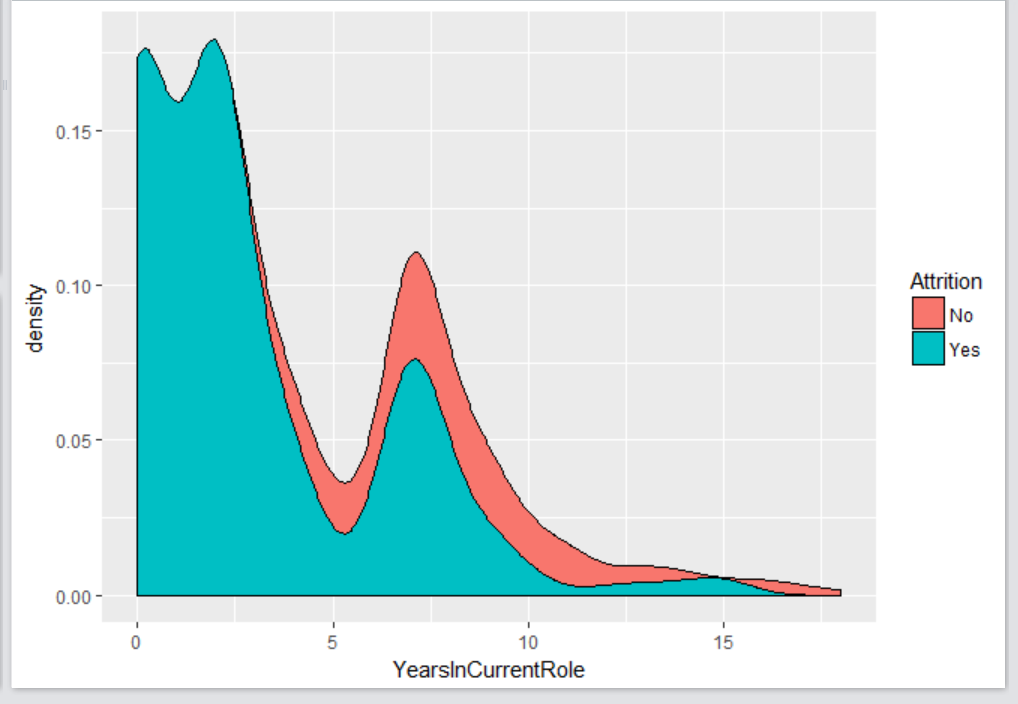 0.15
0.10
0.05
0.00
density
0
5
10
15
YearsInCurrentRole
Attrition
No
Yes